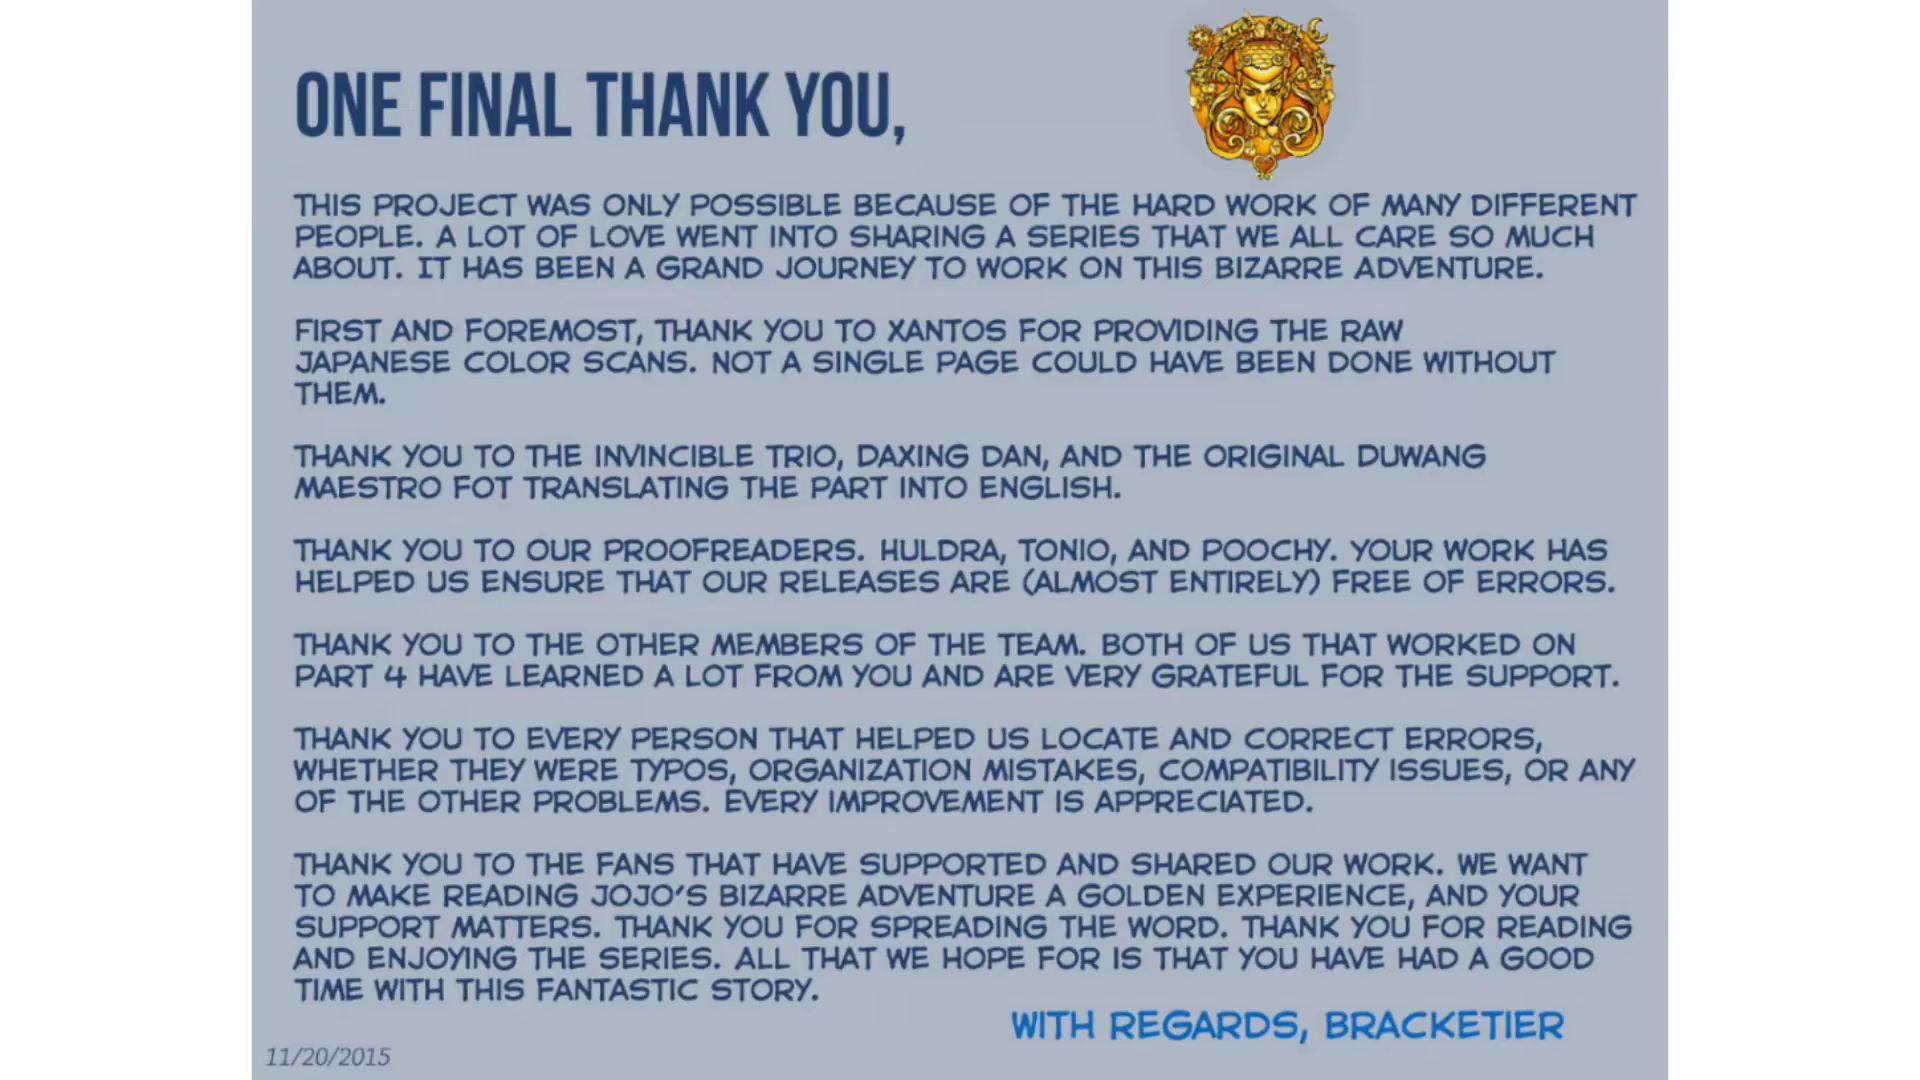 ONE FINAL THANK YOU,
THIS PROJECT WAS ONLY POSSIBLE BECAUSE OF THE HARD WORK OF MANY DIFFERENT
PEOPLE. A LOT OF LOVE WENT INTO SHARING A SERIES THAT WE ALL CARE SO MUCH
ABOUT. IT HAS BEEN A GRAND JOURNEY TO WORK ON THIS BIZARRE ADVENTURE.
FIRST AND FOREMOST, THANK YOU TO XANTOS FOR PROVIDING THE RAW
JAPANESE COLOR SCANS. NOT A SINGLE PAGE COULD HAVE BEEN DONE WITHOUT
THEM.
THANK YOU TO THE INVINCIBLE TRIO, DAXING DAN, AND THE ORIGINAL DUWANG
MAESTRO FOT TRANSLATING THE PART INTO ENGLISH.
THANK YOU TO OUR PROOFREADERS. HULDRA, TONIO, AND POOCHY. YOUR WORK HAS
HELPED US ENSURE THAT OUR RELEASES ARE (ALMOST ENTIRELY) FREE OF ERRORS.
THANK YOU TO THE OTHER MEMBERS OF THE TEAM. BOTH OF US THAT WORKED ON
PART 4 HAVE LEARNED A LOT FROM YOU AND ARE VERY GRATEFUL FOR THE SUPPORT.
THANK YOU TO EVERY PERSON THAT HELPED US LOCATE AND CORRECT ERRORS,
WHETHER THEY WERE TYPOS, ORGANIZATION MISTAKES, COMPATIBILITY ISSUES, OR ANY
OF THE OTHER PROBLEMS. EVERY IMPROVEMENT IS APPRECIATED.
THANK YOU TO THE FANS THAT HAVE SUPPORTED AND SHARED OUR WORK. WE WANT
TO MAKE READING JOJO'S BIZARRE ADVENTURE A GOLDEN EXPERIENCE, AND YOUR
SUPPORT MATTERS. THANK YOU FOR SPREADING THE WORD. THANK YOU FOR READING
AND ENJOYING THE SERIES. ALL THAT WE HOPE FOR IS THAT YOU HAVE HAD A GOOD
TIME WITH THIS FANTASTIC STORY.
WITH REGARDS, BRACKETIER
11/20/2015